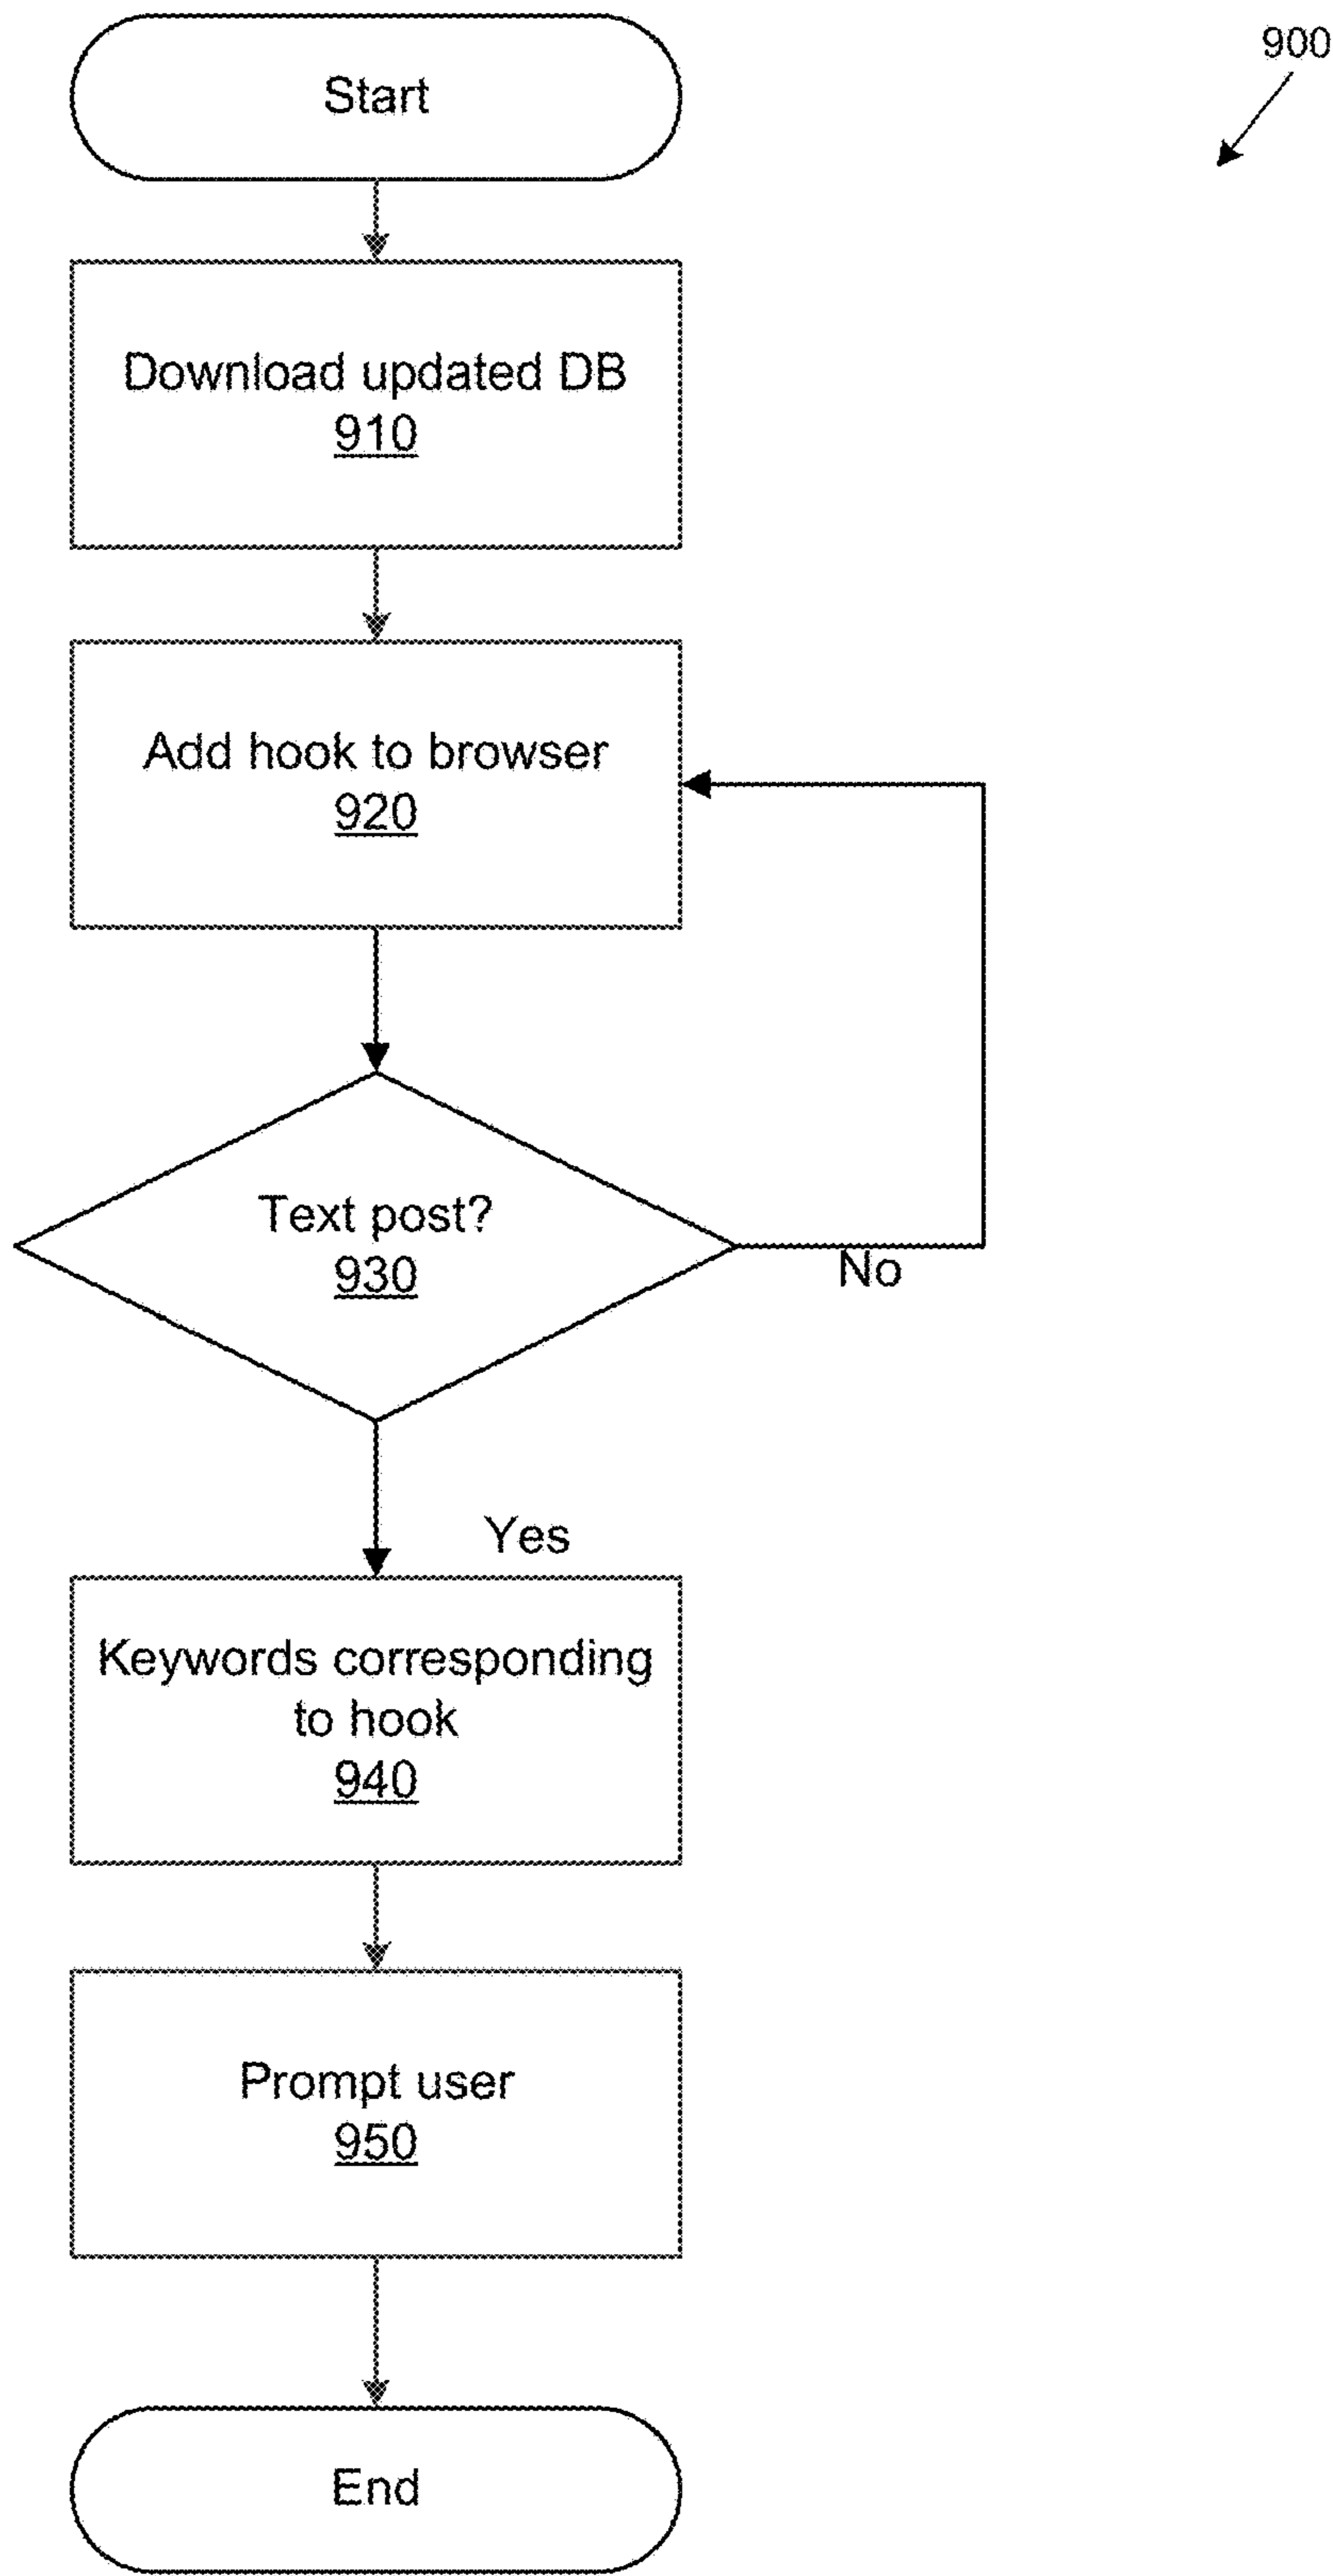 900
Start
Download updated DB
910
Add hook to browser
920
Text post?
930
No
Yes
Keywords corresponding
to hook
940
Prompt user
950
End